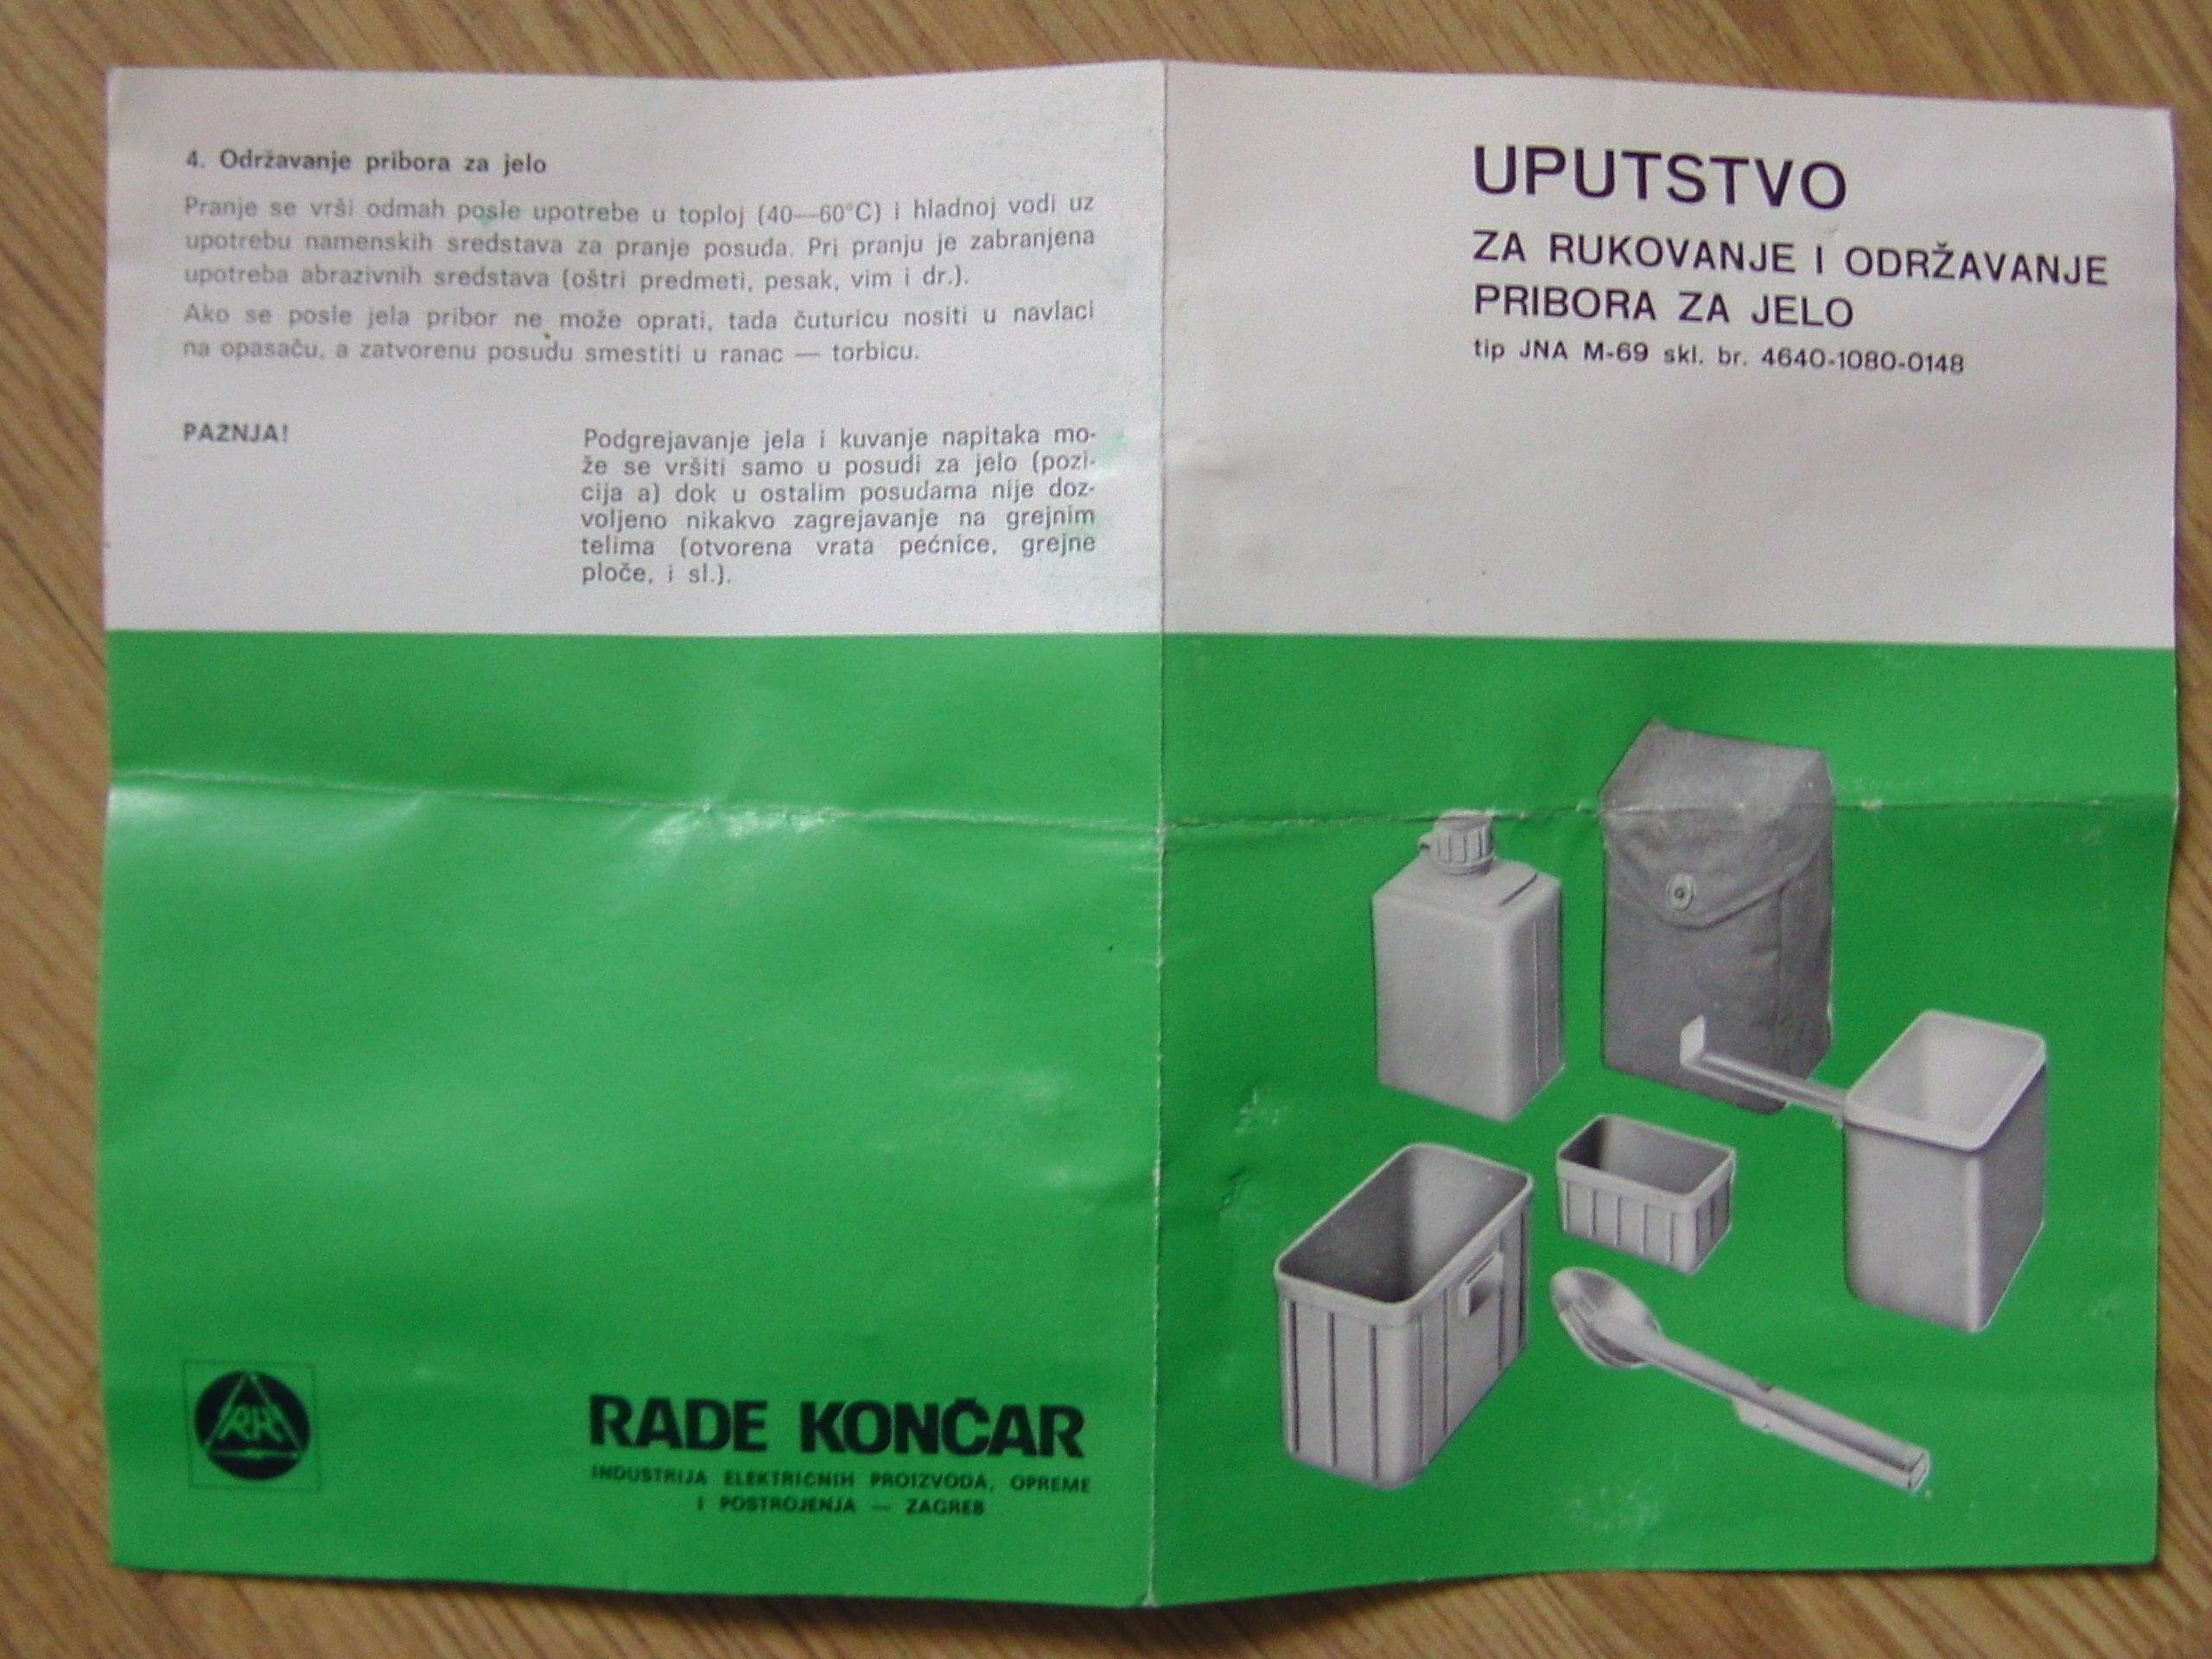 4. Održavanje pribora za jelo
Pranje se vrši odmah posle upotrebe u toploj (40—60°C) i hladnoj vodi uz
upotrebu namenskih sredstava za pranje posuđa. Pri pranju je zabranjena
upotreba abrazivnih sredstava (oštri predmeti, pesak, vim i dr.).
Ako se posle jela pribor ne može oprati, tada čuturicu nositi u navlaci
na opasaču, a zatvorenu posudu smestiti u ranac — torbicu.
PAŽNJA!
Podgrejavanje jela i kuvanje napitaka mo-
že se vršiti samo u posudi za jelo (pozi-
cija a) dok u ostalim posudama nije doz-
voljeno nikakvo zagrejavanje na grejnim
telima (otvorena vrata pećnice, grejne
ploče, i sl.).
RK
RADE KONČAR
INDUSTRIJA ELEKTRIČNIH PROIZVODA, OPREME
I POSTROJENJA — ZAGREB
UPUTSTVO
ZA RUKOVANJE I ODRŽAVANJE
PRIBORA ZA JELO
tip JNA M-69 skl. br. 4640-1080-0148